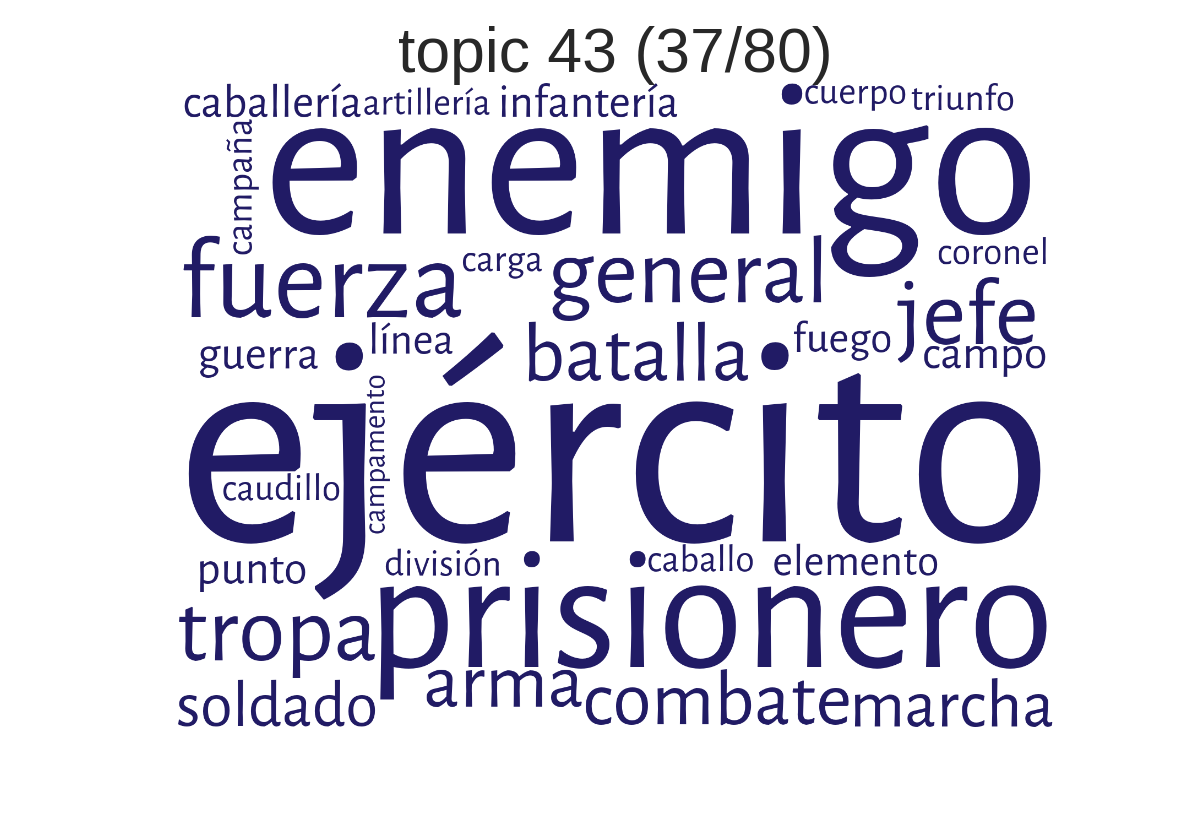 topic 43 (37/80)
caballería artillería infantería cuerpo triunfo
campaña
enemigo
fuerza carga general coronel
jefe
guerra línea batalla fuego campo
ejército
caudillo campamento
punto división caballo elemento
prisionero
tropa
arma
soldado combate marcha